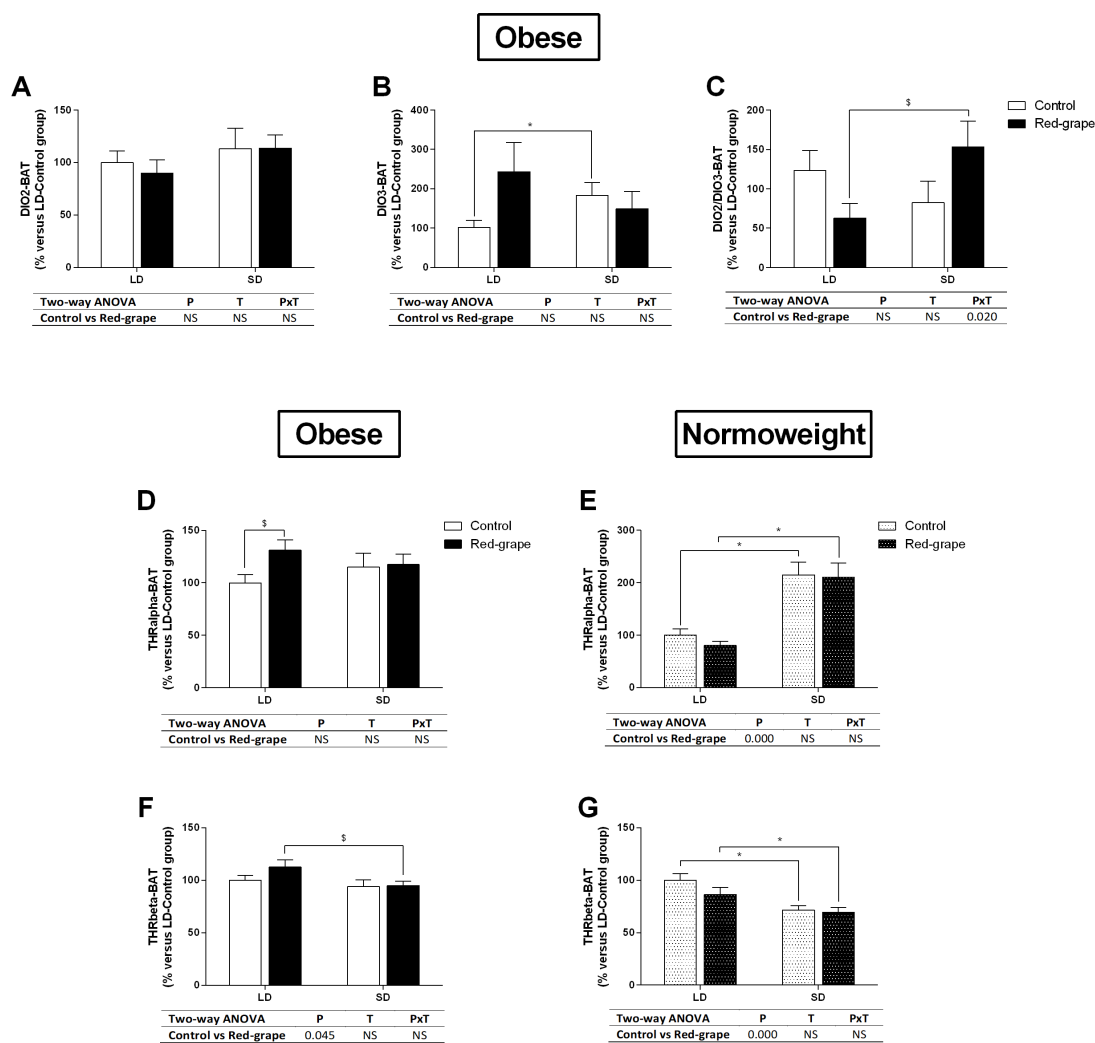 Obese
A
B
C
DIO2-BAT
(% versus LD-Control group)
150
100
50
0
LD SD
DIO3-BAT
(% versus LD-Control group)
400
300
200
100
0
*
LD SD
DIO2/DIO3-BAT
(% versus LD-Control group)
200
150
100
50
0
$
LD SD
Control
Red-grape
Two-way ANOVA P T PxT
Control vs Red-grape NS NS NS
Two-way ANOVA P T PxT
Control vs Red-grape NS NS NS
Two-way ANOVA P T PxT
Control vs Red-grape NS NS 0.020
Obese
Normoweight
D
THRalpha-BAT
(% versus LD-Control group)
150
100
50
0
$
LD SD
Control
Red-grape
Two-way ANOVA P T PxT
Control vs Red-grape NS NS NS
E
THRalpha-BAT
(% versus LD-Control group)
300
200
100
0
*
*
LD SD
Control
Red-grape
Two-way ANOVA P T PxT
Control vs Red-grape 0.000 NS NS
F
THRbeta-BAT
(% versus LD-Control group)
150
100
50
0
$
LD SD
Two-way ANOVA P T PxT
Control vs Red-grape 0.045 NS NS
G
THRbeta-BAT
(% versus LD-Control group)
150
100
50
0
*
*
LD SD
Two-way ANOVA P T PxT
Control vs Red-grape 0.000 NS NS